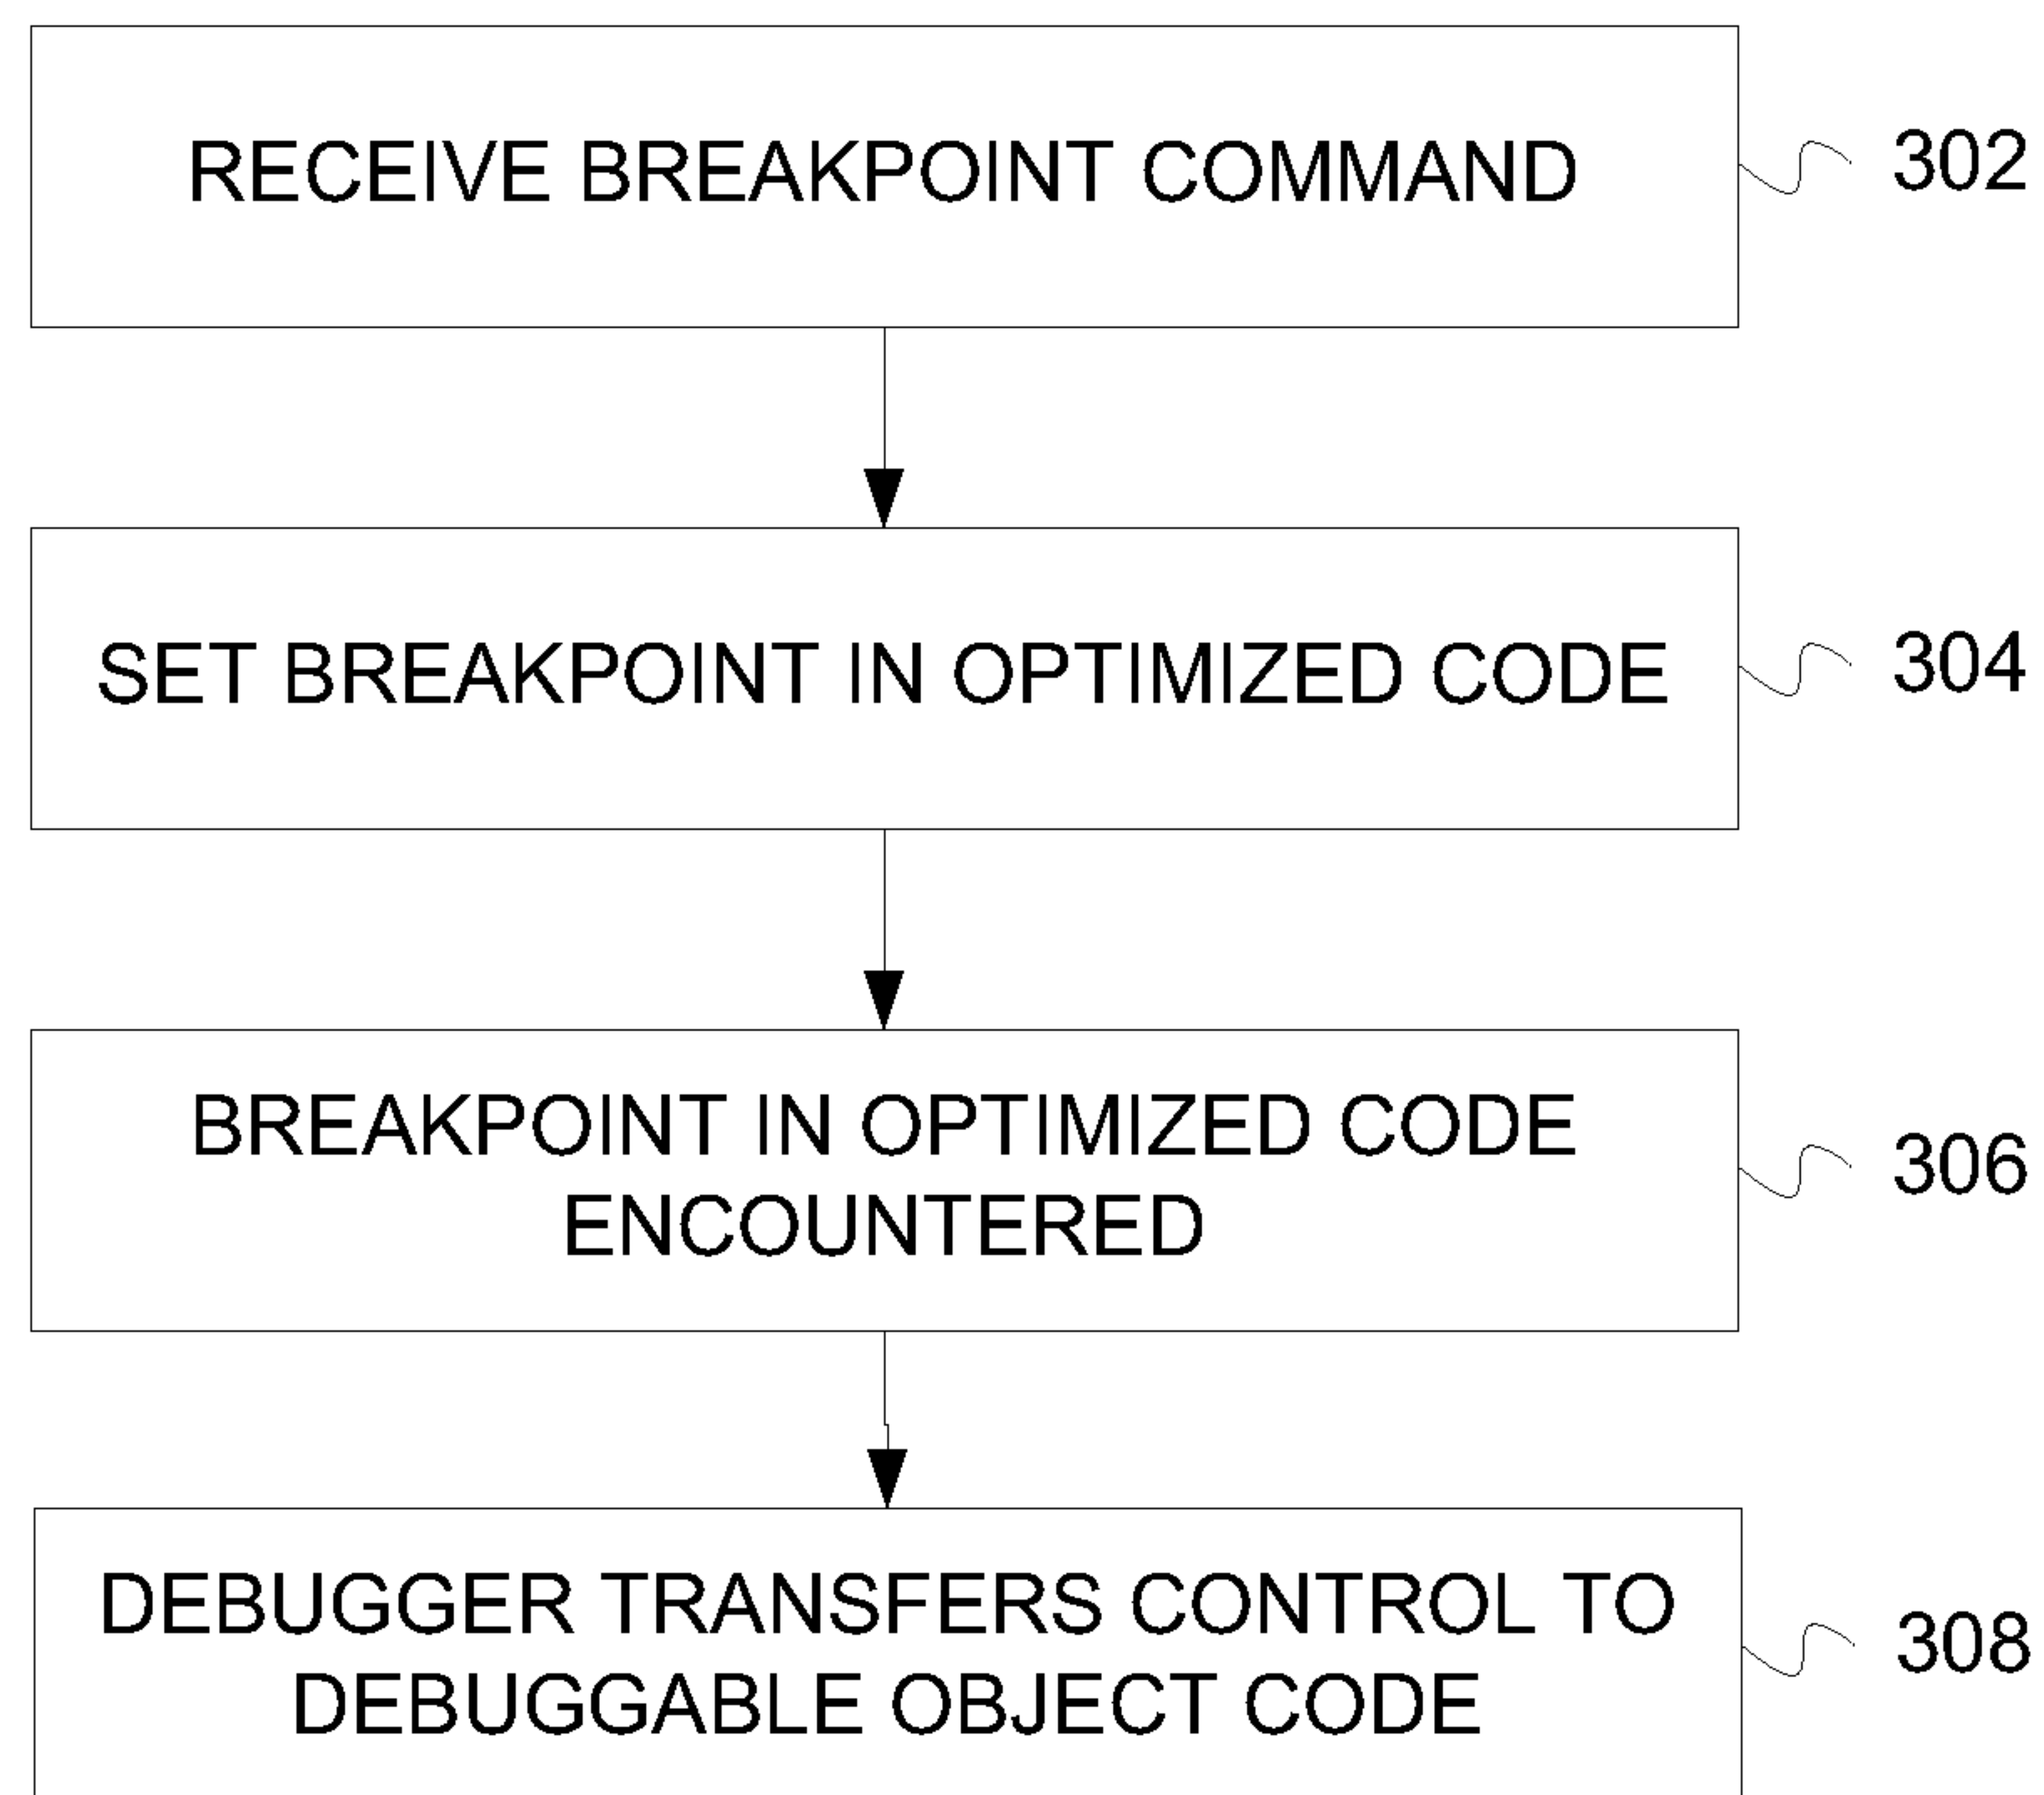 RECEIVE BREAKPOINT COMMAND
302
SET BREAKPOINT IN OPTIMIZED CODE
304
BREAKPOINT IN OPTIMIZED CODE
ENCOUNTERED
306
DEBUGGER TRANSFERS CONTROL TO
DEBUGGABLE OBJECT CODE
308